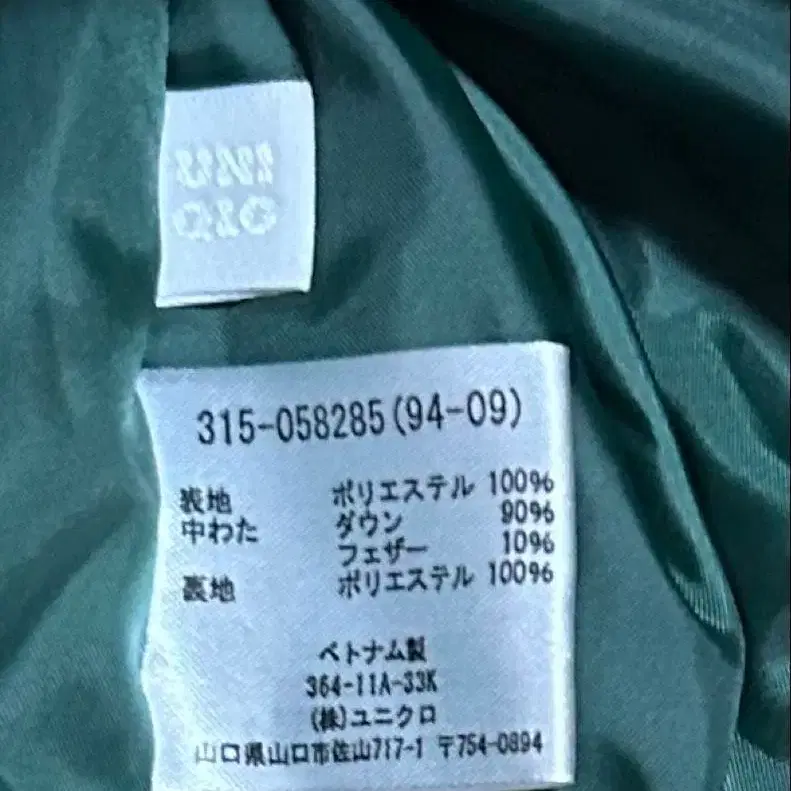 UNI
QLO
315-058285(94-09)
表地 ポリエステル 100%
中わた ダウン 90%
フェザー 10%
裏地 ポリエステル 100%
ベトナム製
364-11A-33K
(株)ユニクロ
山口県山口市佐山717-1 〒754-0894